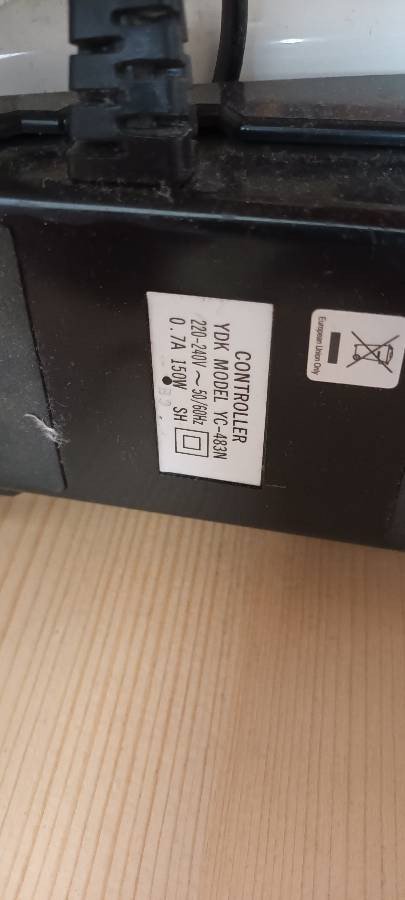 CONTROLLER
YDK MODEL YC-483N
220-240V ~ 50/60Hz
0.7A 150W SH
European Union Only